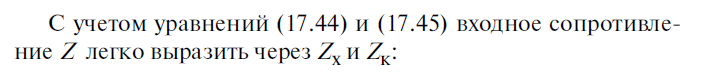 С учетом уравнений (17.44) и (17.45) входное сопротивле-
ние Z легко выразить через Zх и Zк: